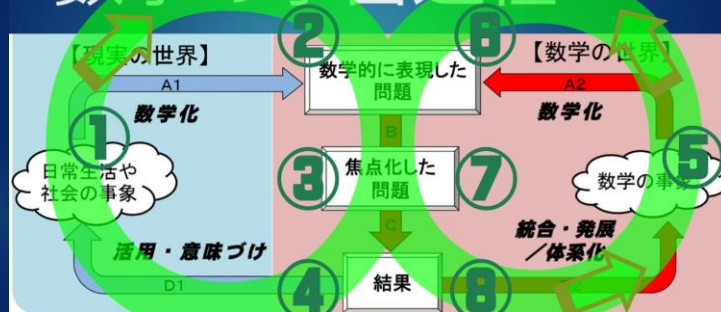 【現実の世界】
②
⑥
【数学の世界】
A1
数学的に表現した
問題
A2
数学化
数学化
①
B
⑤
日常生活や
社会の事象
③
焦点化した
問題
⑦
数学の事象
C
活用・意味づけ
統合・発展
/体系化
D1
④
結果
⑧